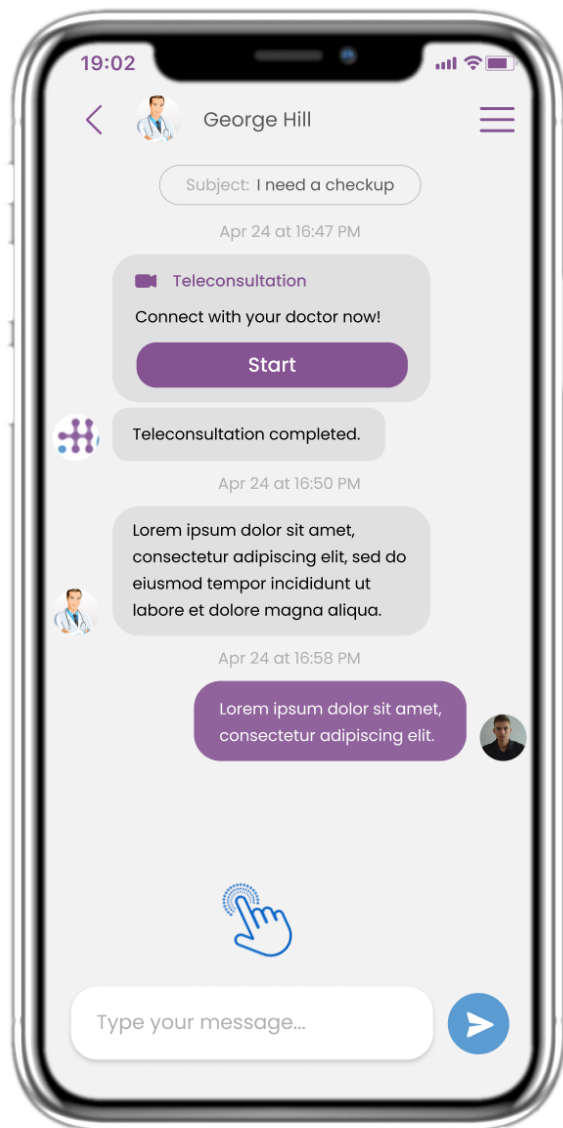 19:02
George Hill
Subject: I need a checkup
Apr 24 at 16:47 PM
Teleconsultation
Connect with your doctor now!
Start
Teleconsultation completed.
Apr 24 at 16:50 PM
Lorem ipsum dolor sit amet,
consectetur adipiscing elit, sed do
eiusmod tempor incididunt ut
labore et dolore magna aliqua.
Apr 24 at 16:58 PM
Lorem ipsum dolor sit amet,
consectetur adipiscing elit.
Type your message...